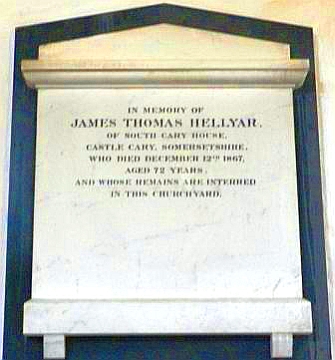 IN MEMORY OF
JAMES THOMAS HELLYAR,
OF SOUTH CARY HOUSE,
CASTLE CARY, SOMERSETSHIRE,
WHO DIED DECEMBER 12TH 1867,
AGED 72 YEARS,
AND WHOSE REMAINS ARE INTERRED
IN THIS CHURCHYARD.